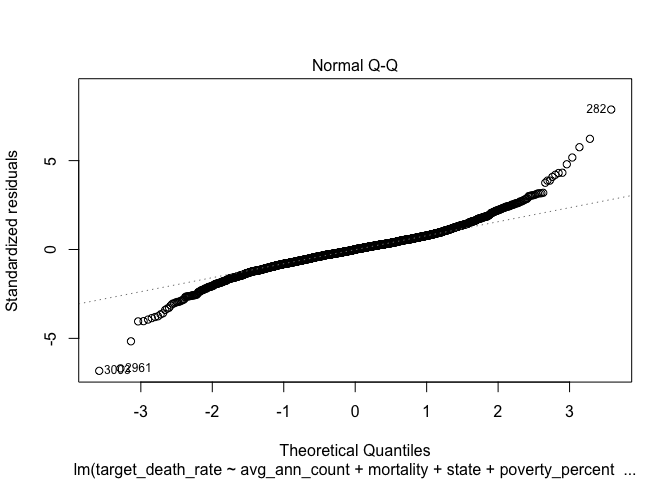 Normal Q-Q
282
5
0
-5
3003 2961
-3 -2 -1 0 1 2 3
Standardized residuals
Theoretical Quantiles
lm(target_death_rate ~ avg_ann_count + mortality + state + poverty_percent ...